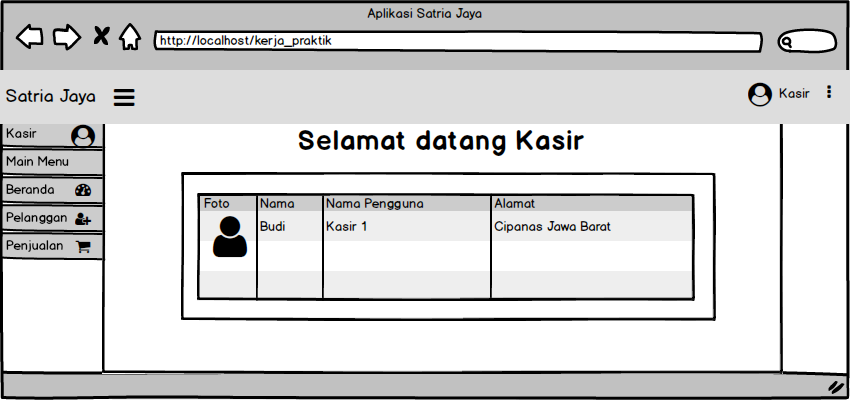 Aplikasi Satria Jaya
http://localhost/kerja_praktik
Satria Jaya
Kasir
Kasir
Main Menu
Beranda
Pelanggan
Penjualan
Selamat datang Kasir
Foto Nama Nama Pengguna Alamat
Budi Kasir 1 Cipanas Jawa Barat